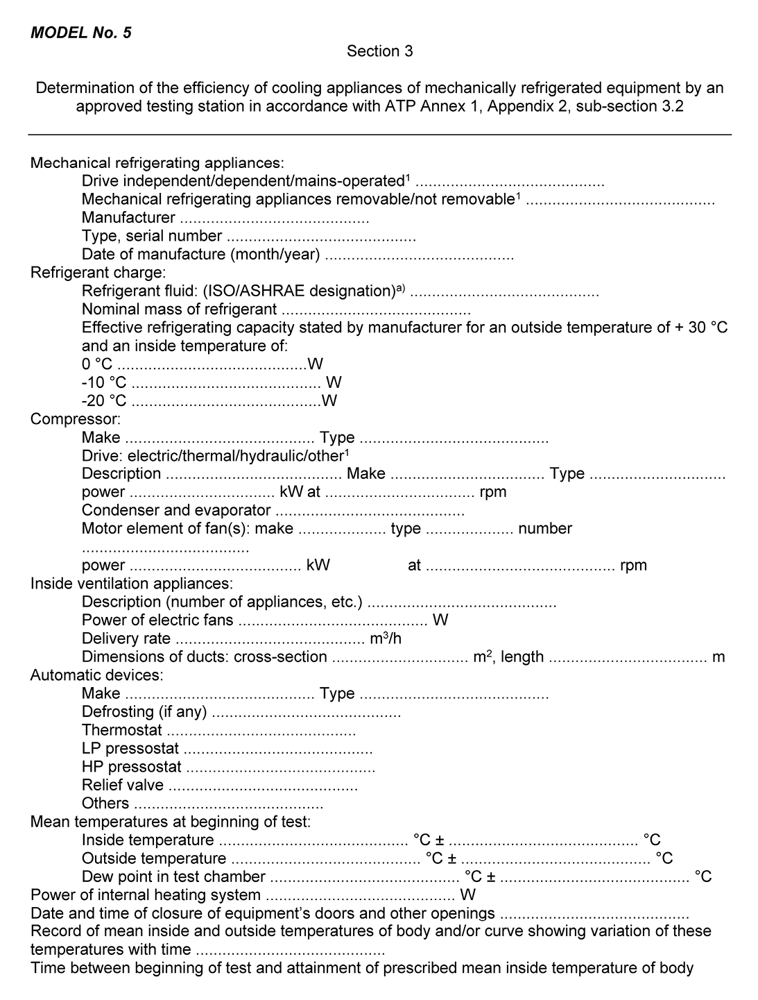 MODEL No. 5
Section 3
Determination of the efficiency of cooling appliances of mechanically refrigerated equipment by an
approved testing station in accordance with ATP Annex 1, Appendix 2, sub-section 3.2
Mechanical refrigerating appliances:
Drive independent/dependent/mains-operated¹ ...........................................
Mechanical refrigerating appliances removable/not removable¹ ...........................................
Manufacturer ...........................................
Type, serial number ...........................................
Date of manufacture (month/year) ...........................................
Refrigerant charge:
Refrigerant fluid: (ISO/ASHRAE designation)ᵃ⁾ ...........................................
Nominal mass of refrigerant ...........................................
Effective refrigerating capacity stated by manufacturer for an outside temperature of + 30 °C
and an inside temperature of:
0 °C ...........................................W
-10 °C ........................................... W
-20 °C ...........................................W
Compressor:
Make ........................................... Type ...........................................
Drive: electric/thermal/hydraulic/other¹
Description ........................................ Make ................................... Type ...............................
power ................................. kW at .................................. rpm
Condenser and evaporator ...........................................
Motor element of fan(s): make .................... type .................... number
......................................
power ....................................... kW at ........................................... rpm
Inside ventilation appliances:
Description (number of appliances, etc.) ...........................................
Power of electric fans ........................................... W
Delivery rate ........................................... m³/h
Dimensions of ducts: cross-section ............................... m², length .................................... m
Automatic devices:
Make ........................................... Type ...........................................
Defrosting (if any) ...........................................
Thermostat ...........................................
LP pressostat ...........................................
HP pressostat ...........................................
Relief valve ...........................................
Others ...........................................
Mean temperatures at beginning of test:
Inside temperature ........................................... °C ± ........................................... °C
Outside temperature ........................................... °C ± ........................................... °C
Dew point in test chamber ........................................... °C ± ........................................... °C
Power of internal heating system ........................................... W
Date and time of closure of equipment’s doors and other openings ...........................................
Record of mean inside and outside temperatures of body and/or curve showing variation of these
temperatures with time ...........................................
Time between beginning of test and attainment of prescribed mean inside temperature of body